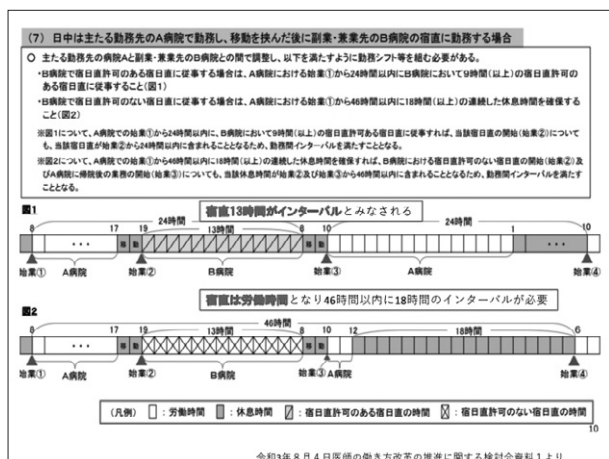 (7) 日中は主たる勤務先のA病院で勤務し、移動を挟んだ後に副業・兼業先のB病院の宿直に勤務する場合
○ 主たる勤務先の病院Aと副業・兼業先のB病院との間で調整し、以下を満たすように勤務シフト等を組む必要がある。
・B病院で宿日直許可のある宿日直に従事する場合は、A病院における始業①から24時間以内にB病院において9時間(以上)の宿日直許可の
ある宿日直に従事すること(図1)
・B病院で宿日直許可のない宿日直に従事する場合は、A病院における始業①から46時間以内に18時間(以上)の連続した休息時間を確保する
こと(図2)
※図1について、A病院での始業①から24時間以内に、B病院において9時間(以上)の宿日直許可ある宿日直に従事すれば、当該宿日直の開始(始業②)につい
ても、当該宿日直が始業②から24時間以内に含まれることとなるため、勤務間インターバルを満たすこととなる。
※図2について、A病院での始業①から46時間以内に18時間(以上)の連続した休息時間を確保すれば、B病院における宿日直許可のない宿日直の開始(始業②)及
びA病院に帰院後の業務の開始(始業③)についても、当該休息時間が始業②及び始業③から46時間以内に含まれることとなるため、勤務間インターバルを満たす
こととなる。
図1
宿直13時間がインターバルとみなされる
24時間 24時間
8 17 19 13時間 8 10 1 10
移 動 移 動
始業① A病院 始業② B病院 始業③ A病院 始業④
宿直は労働時間となり46時間以内に18時間のインターバルが必要
図2
46時間
8 17 19 13時間 8 10 12 18時間 6
移 動 移 動
始業① A病院 始業② B病院 始業③ A病院 始業④
(凡例) :労働時間 :休息時間 :宿日直許可のある宿日直の時間 :宿日直許可のない宿日直の時間
10
令和3年8月4日医師の働き方改革の推進に関する検討会資料1より